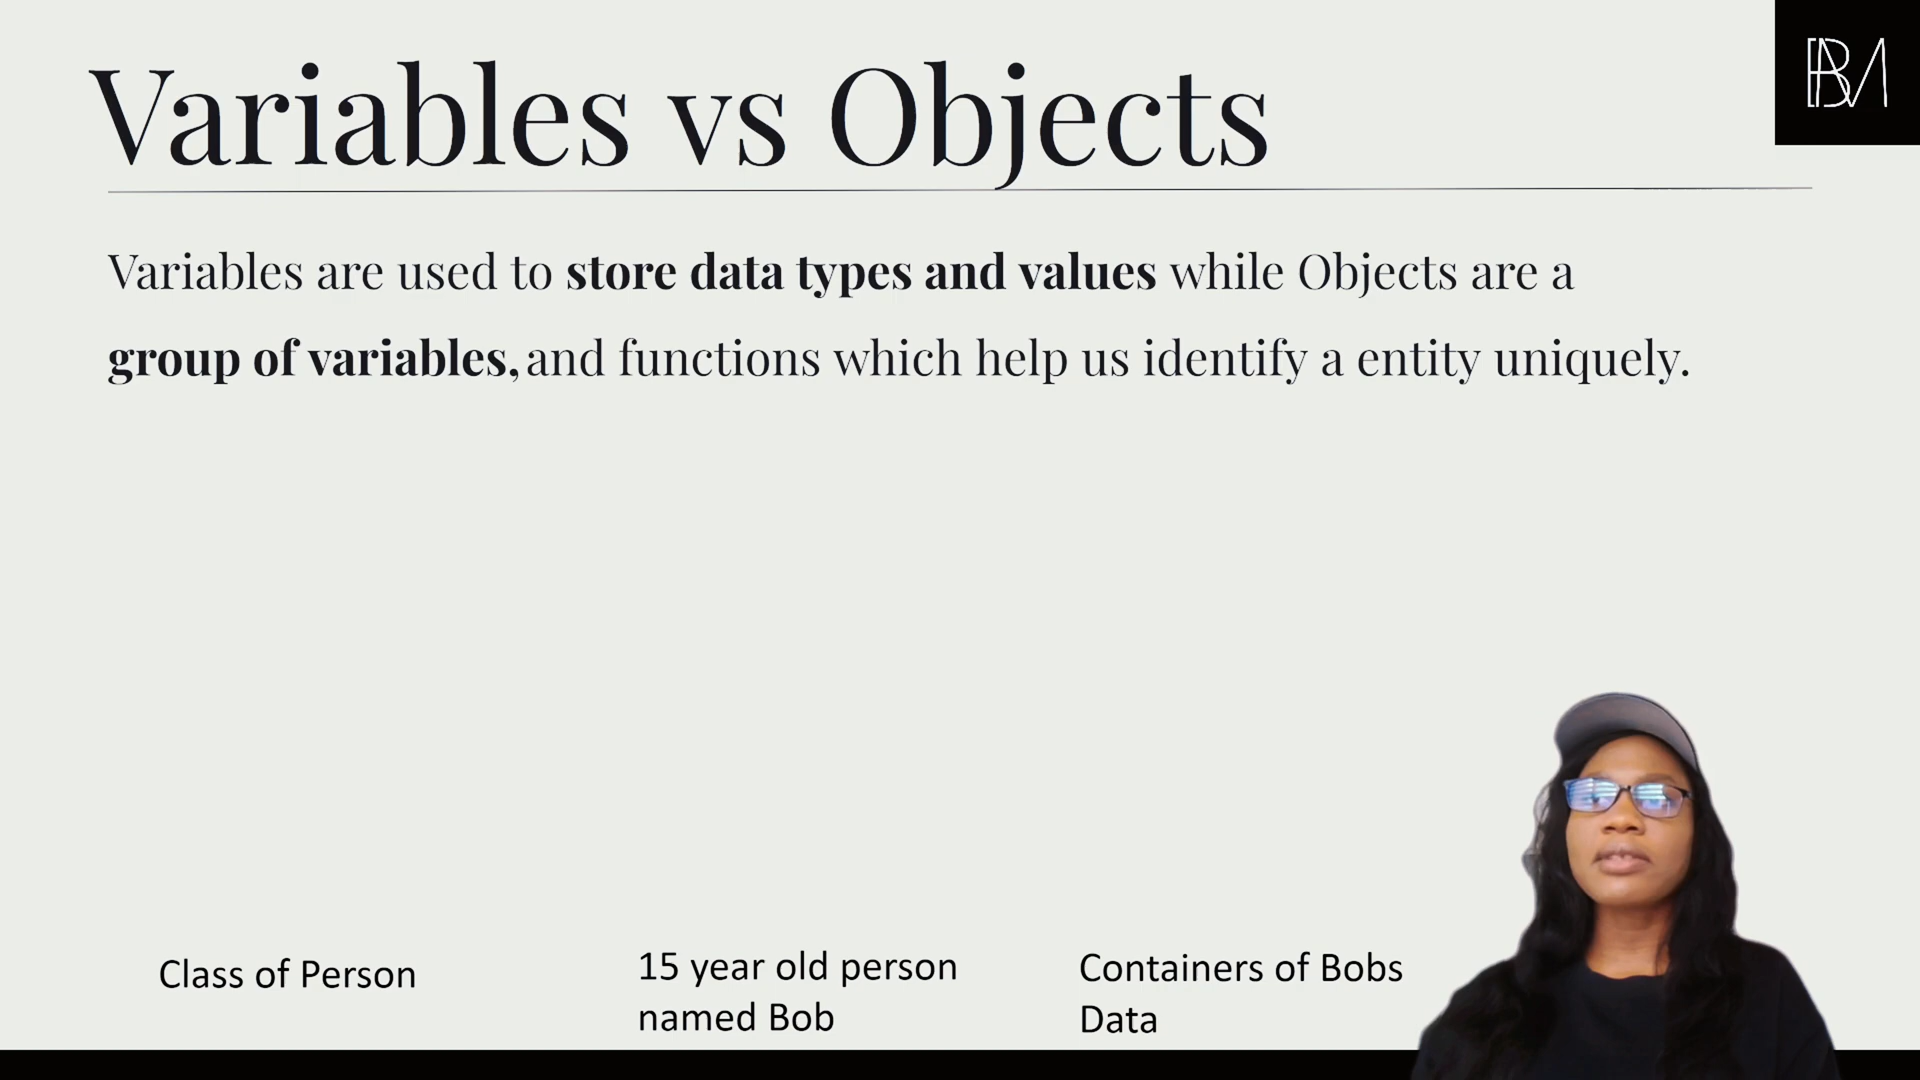 Variables vs Objects
Variables are used to store data types and values while Objects are a
group of variables, and functions which help us identify a entity uniquely.
Class of Person
15 year old person
named Bob
Containers of Bobs
Data